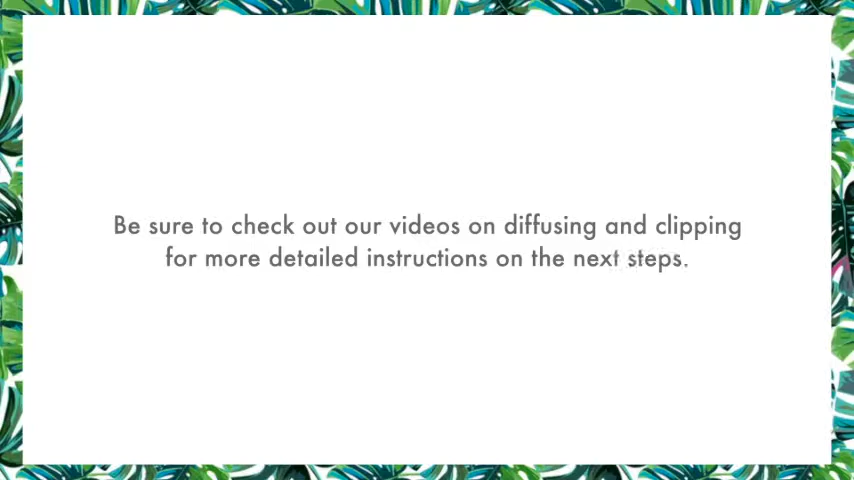 Be sure to check out our videos on diffusing and clipping
for more detailed instructions on the next steps.